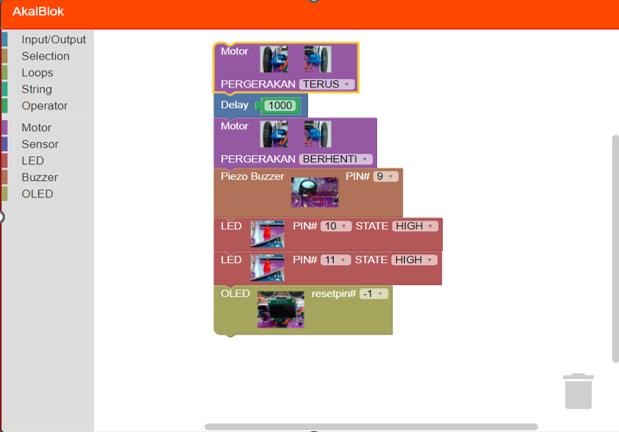 AkalBlok
Input/Output
Selection
Loops
String
Operator
Motor
Sensor
LED
Buzzer
OLED
Motor
PERGERAKAN TERUS
Delay 1000
Motor
PERGERAKAN BERHENTI
Piezo Buzzer PIN# 9
LED PIN# 10 STATE HIGH
LED PIN# 11 STATE HIGH
OLED resetpin# -1